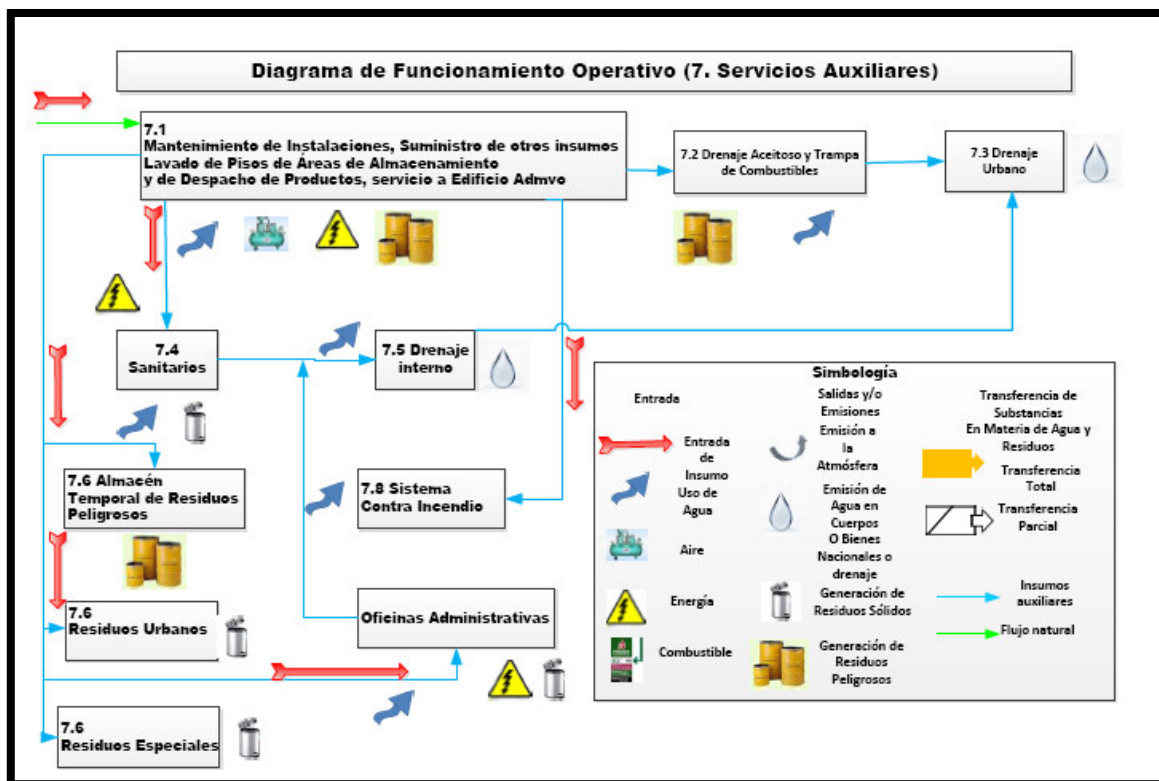 Diagrama de Funcionamiento Operativo (7. Servicios Auxiliares)
7.1
Mantenimiento de Instalaciones, Suministro de otros insumos
Lavado de Pisos de Áreas de Almacenamiento
y de Despacho de Productos, servicio a Edificio Admvo
7.2 Drenaje Aceitoso y Trampa
de Combustibles
7.3 Drenaje
Urbano
7.4
Sanitarios
7.5 Drenaje
interno
7.6 Almacén
Temporal de Residuos
Peligrosos
7.8 Sistema
Contra Incendio
7.6
Residuos Urbanos
Oficinas Administrativas
7.6
Residuos Especiales
Simbología
Entrada
Entrada
de
Insumo
Uso de
Agua
Aire
Energía
Combustible
Salidas y/o
Emisiones
Emisión a
la
Atmósfera
Emisión de
Agua en
Cuerpos
O Bienes
Nacionales o
drenaje
Generación de
Residuos Sólidos
Generación de
Residuos
Peligrosos
Transferencia de
Substancias
En Materia de Agua y
Residuos
Transferencia
Total
Transferencia
Parcial
Insumos
auxiliares
Flujo natural